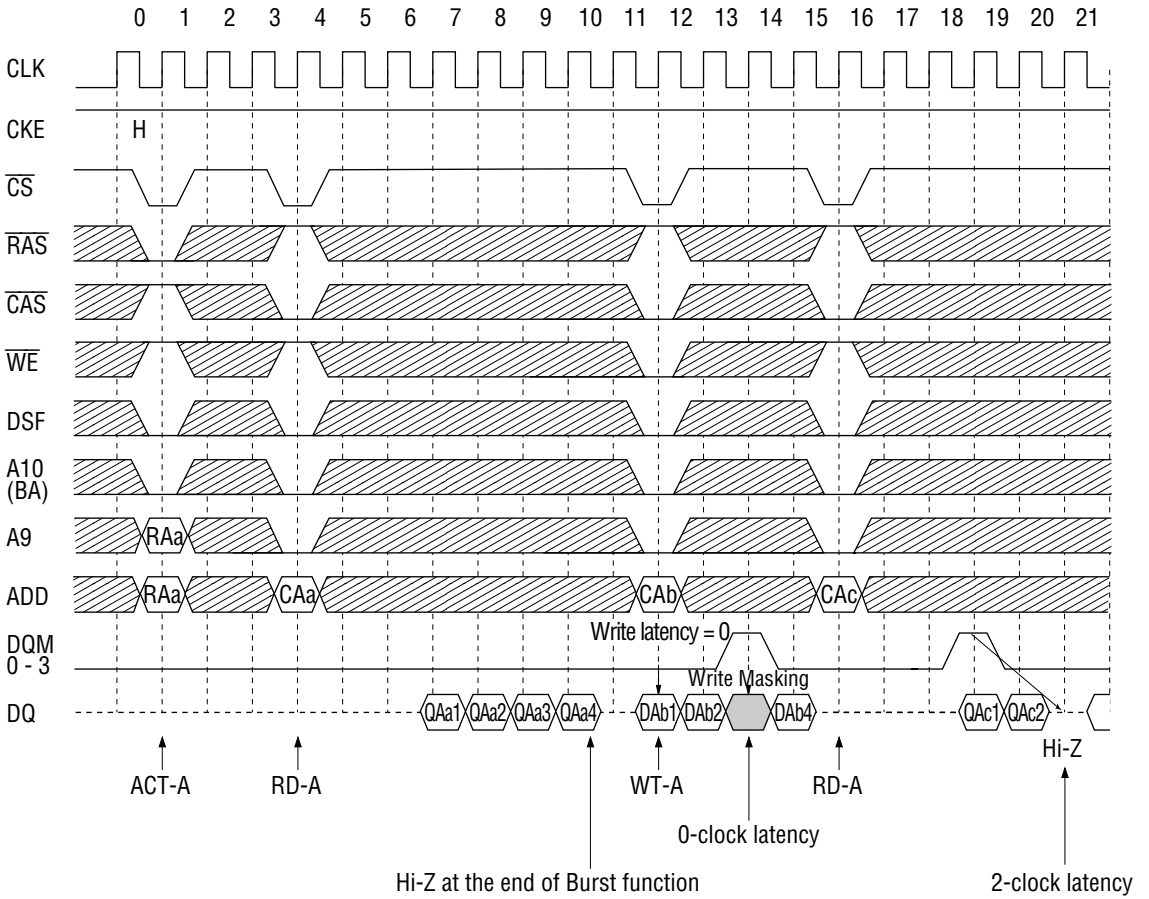 0 1 2 3 4 5 6 7 8 9 10 11 12 13 14 15 16 17 18 19 20 21
CLK
CKE H
CS
RAS
CAS
WE
DSF
A10
(BA)
A9 RAa
ADD RAa CAa CAb CAc
Write latency = 0
DQM
0 - 3
Write Masking
DQ QAa1 QAa2 QAa3 QAa4 DAb1 DAb2 DAb4 QAc1 QAc2
Hi-Z
ACT-A RD-A WT-A RD-A
0-clock latency
Hi-Z at the end of Burst function 2-clock latency